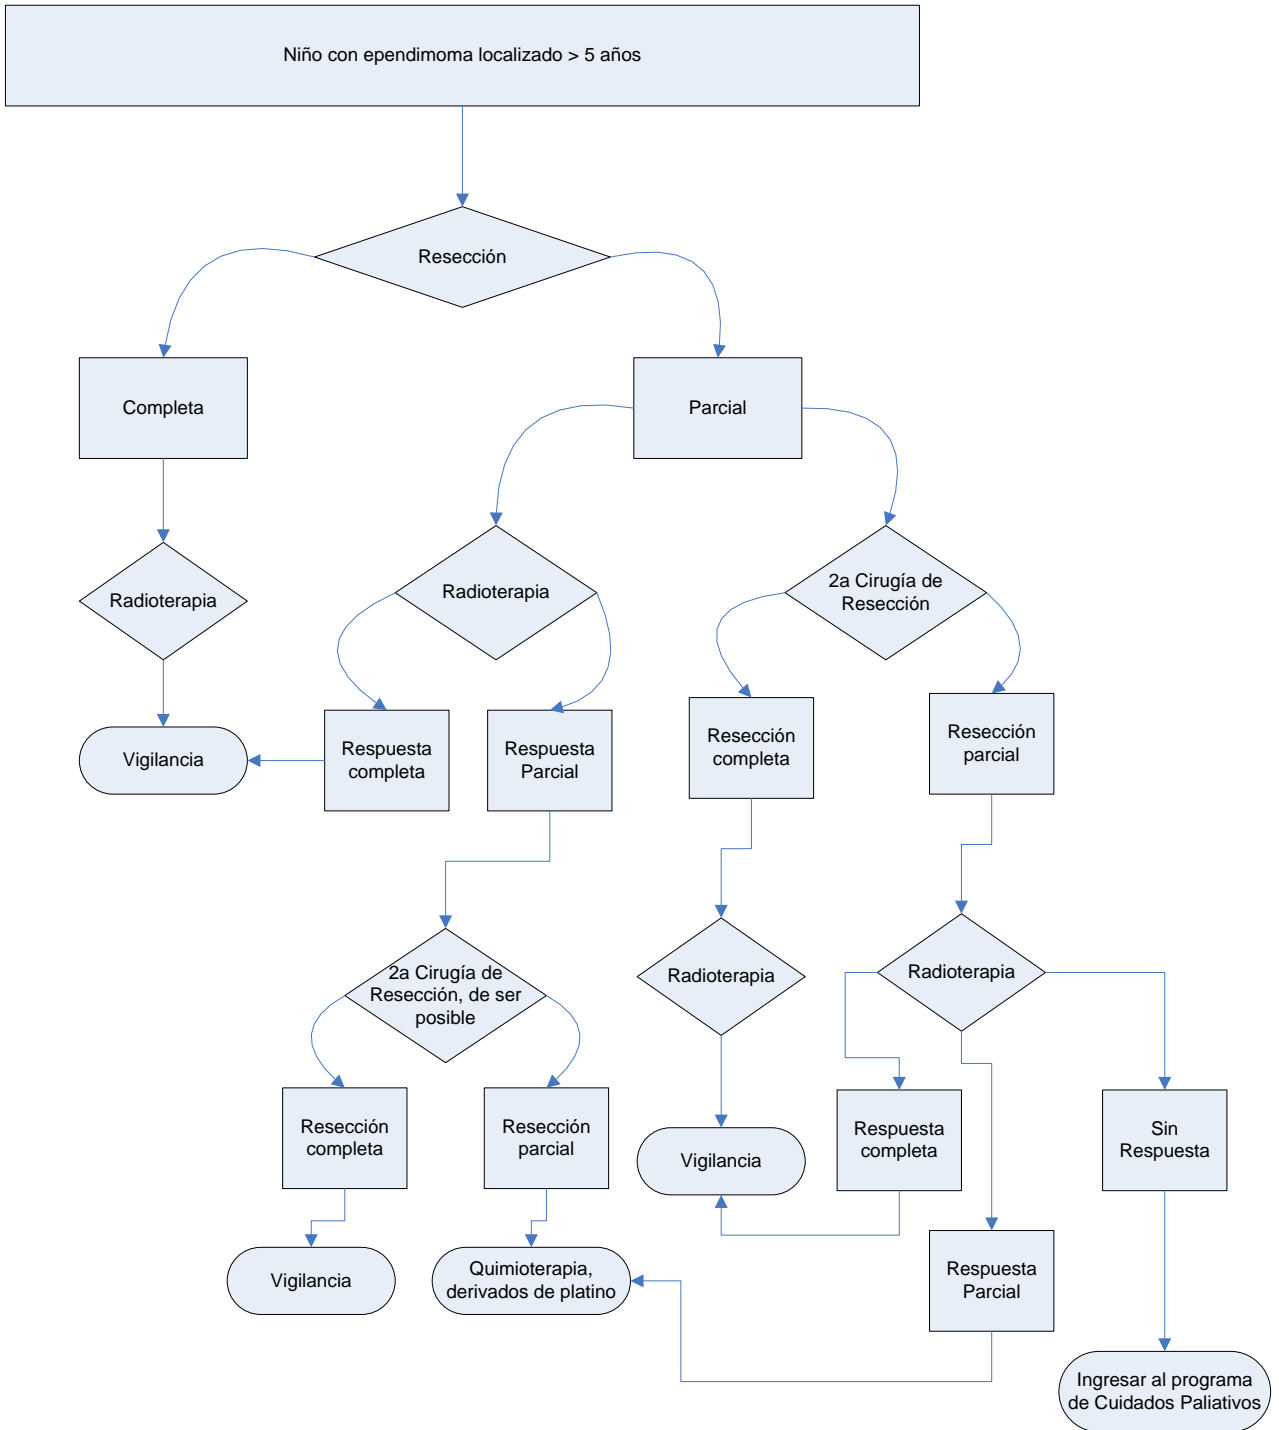 Niño con ependimoma localizado > 5 años
Resección
Completa
Parcial
Radioterapia
Radioterapia
2a Cirugía de
Resección
Vigilancia
Respuesta
completa
Respuesta
Parcial
Resección
completa
Resección
parcial
2a Cirugía de
Resección, de ser
posible
Radioterapia
Radioterapia
Resección
completa
Resección
parcial
Vigilancia
Respuesta
completa
Sin
Respuesta
Vigilancia
Quimioterapia,
derivados de platino
Respuesta
Parcial
Ingresar al programa
de Cuidados Paliativos